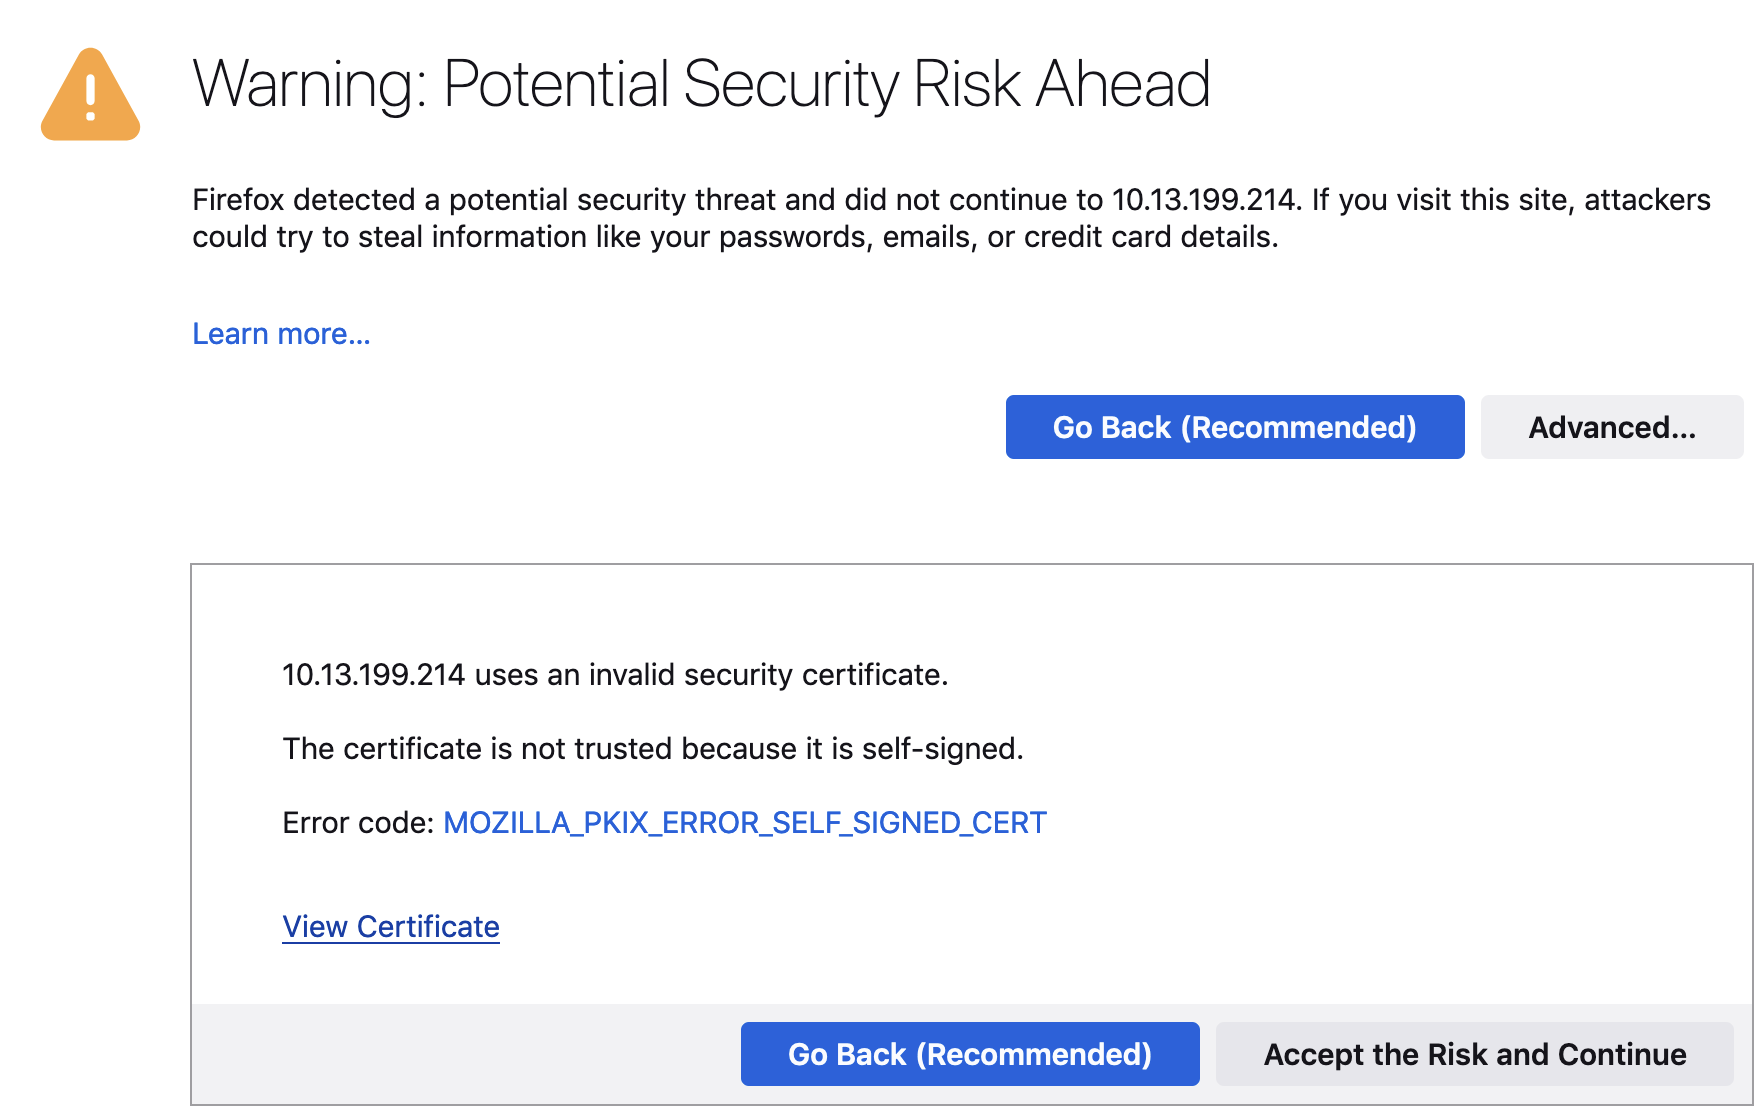 Warning: Potential Security Risk Ahead
Firefox detected a potential security threat and did not continue to 10.13.199.214. If you visit this site, attackers
could try to steal information like your passwords, emails, or credit card details.
Learn more...
Go Back (Recommended) Advanced...
10.13.199.214 uses an invalid security certificate.
The certificate is not trusted because it is self-signed.
Error code: MOZILLA_PKIX_ERROR_SELF_SIGNED_CERT
View Certificate
Go Back (Recommended) Accept the Risk and Continue